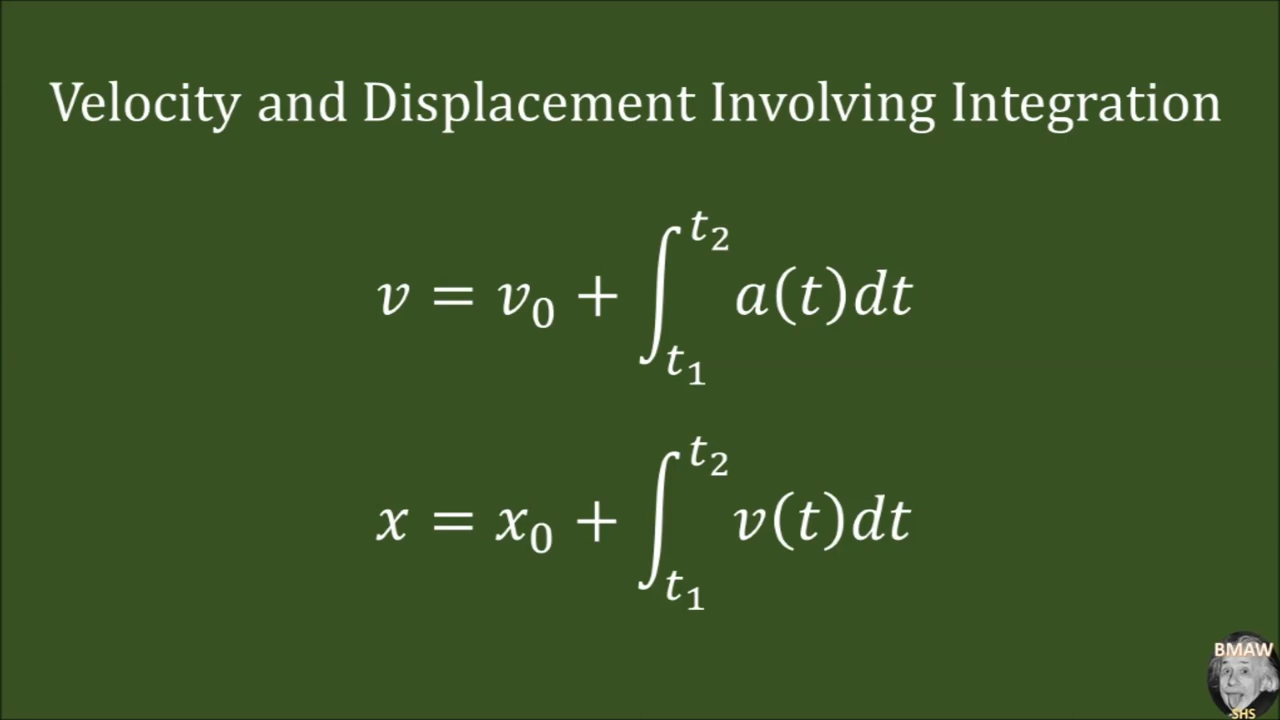 Velocity and Displacement Involving Integration
v = v₀ + ∫ₜ₁ᵗ² a(t)dt
x = x₀ + ∫ₜ₁ᵗ² v(t)dt
BMAW
SHS